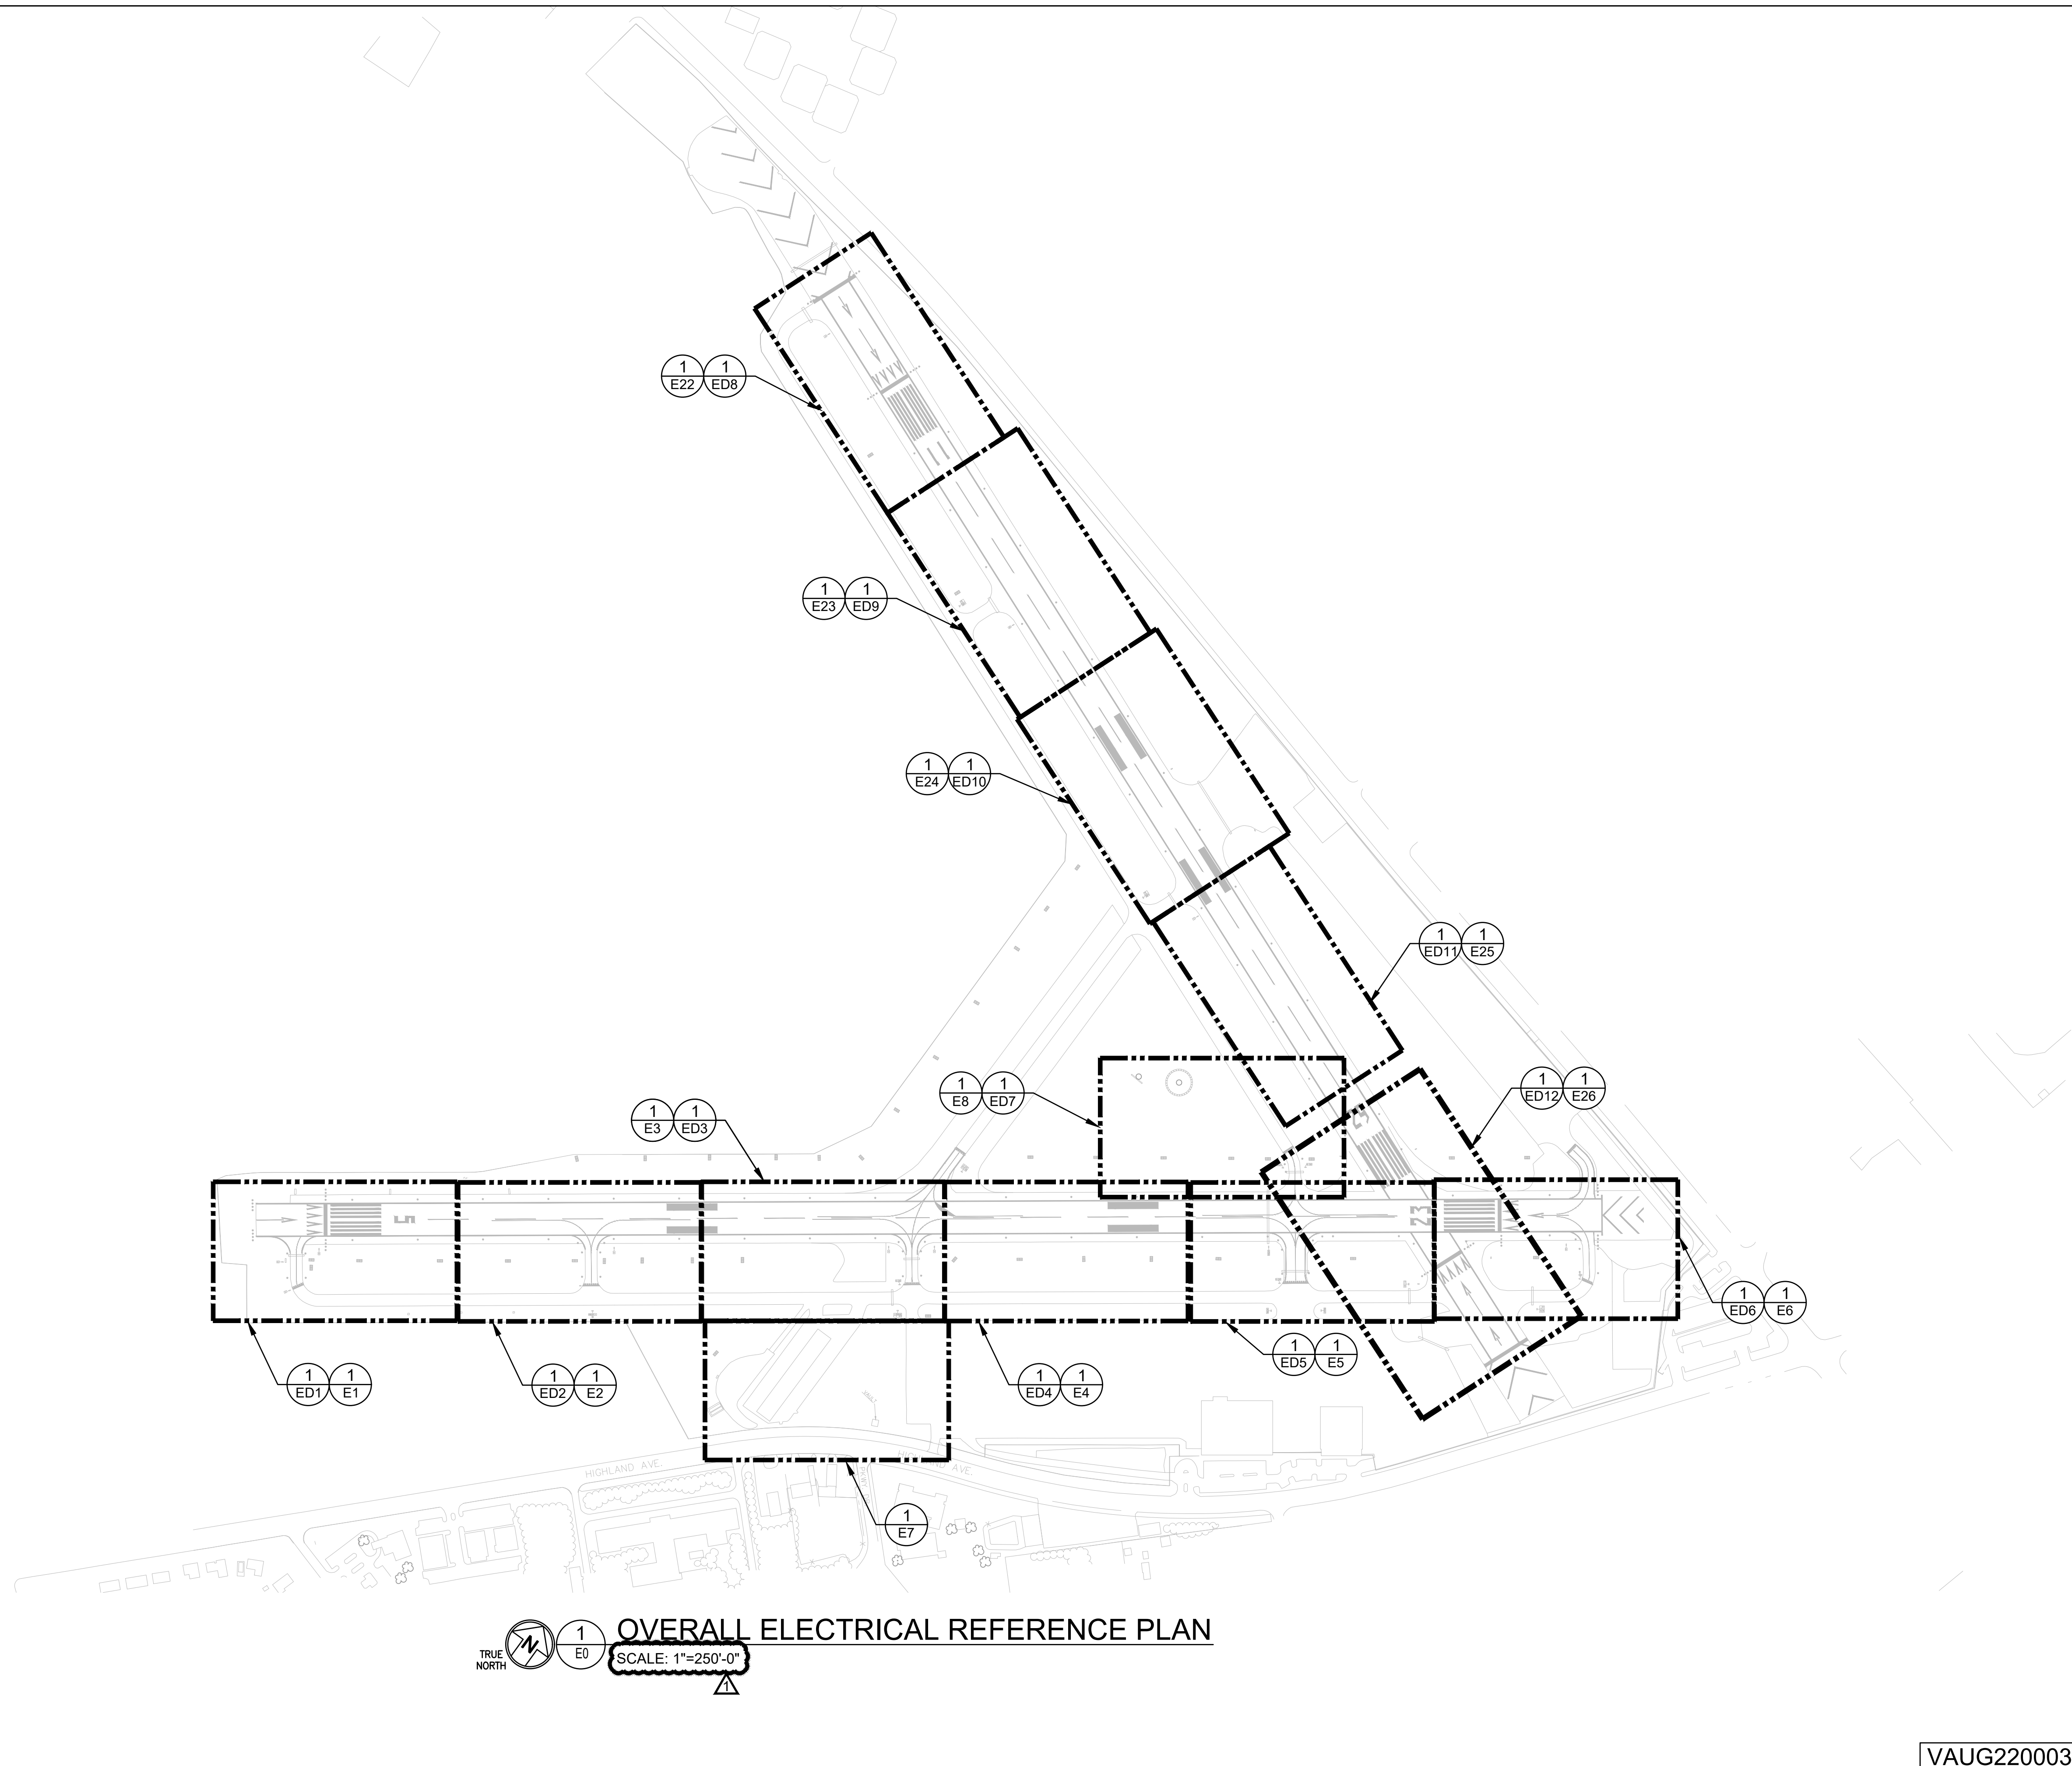 1 1
E22 ED8
1 1
E23 ED9
1 1
E24 ED10
1 1
ED11 E25
1 1
E8 ED7
1 1
ED12 E26
1 1
E3 ED3
23
5
23
1 1
ED6 E6
1 1
ED5 E5
1 1
ED1 E1
1 1
ED2 E2
1 1
ED4 E4
HIGHLAND AVE.
HIGHLAND AVE.
1
E7
TRUE
NORTH
N
1
E0
OVERALL ELECTRICAL REFERENCE PLAN
SCALE: 1"=250'-0"
1
VAUG220003